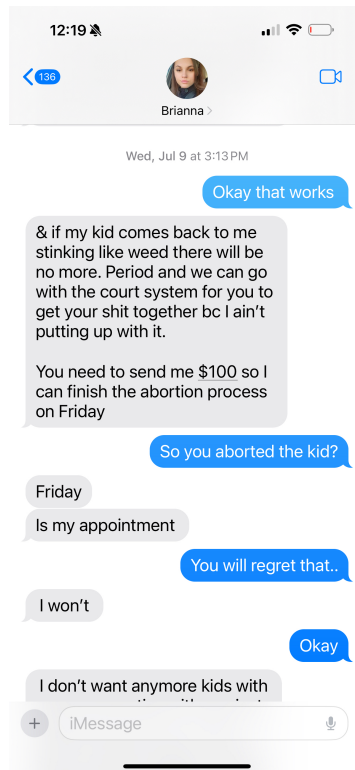 12:19
136
Brianna
Wed, Jul 9 at 3:13 PM
Okay that works
& if my kid comes back to me
stinking like weed there will be
no more. Period and we can go
with the court system for you to
get your shit together bc I ain’t
putting up with it.
You need to send me $100 so I
can finish the abortion process
on Friday
So you aborted the kid?
Friday
Is my appointment
You will regret that..
I won’t
Okay
I don’t want anymore kids with
iMessage